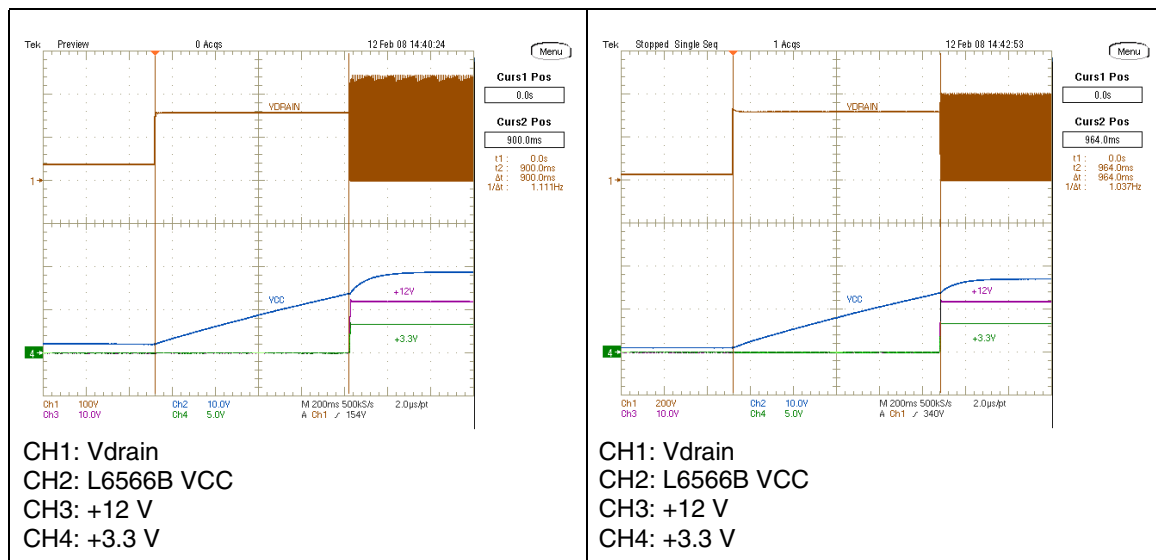 Tek Preview 0 Acqs 12 Feb 08 14:40:24
Menu
Curs1 Pos
0.0s
Curs2 Pos
900.0ms
t1 : 0.0s
t2 : 900.0ms
Δt : 900.0ms
1/Δt : 1.111Hz
VDRAIN
1
VCC
+12V
+3.3V
4
Ch1 100V Ch2 10.0V M 200ms 500kS/s 2.0µs/pt
Ch3 10.0V Ch4 5.0V A Ch1 ⁄ 154V
CH1: Vdrain
CH2: L6566B VCC
CH3: +12 V
CH4: +3.3 V
Tek Stopped Single Seq 1 Acqs 12 Feb 08 14:42:53
Menu
Curs1 Pos
0.0s
Curs2 Pos
964.0ms
t1 : 0.0s
t2 : 964.0ms
Δt : 964.0ms
1/Δt : 1.037Hz
VDRAIN
1
VCC
+12V
+3.3V
4
Ch1 200V Ch2 10.0V M 200ms 500kS/s 2.0µs/pt
Ch3 10.0V Ch4 5.0V A Ch1 ⁄ 340V
CH1: Vdrain
CH2: L6566B VCC
CH3: +12 V
CH4: +3.3 V